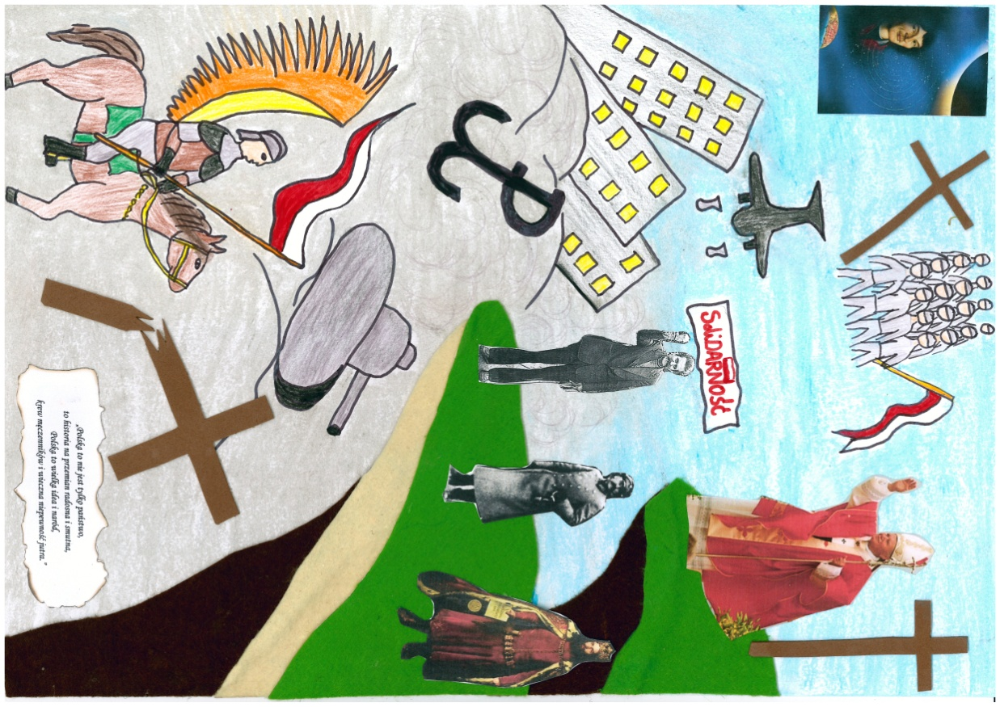 SoliDARNość
„Polska to nie jest tylko państwo,
to historia na przemian radosna i smutna,
Polska to wielka idea i naród,
krew męczenników i wieczna niepewność jutra.”